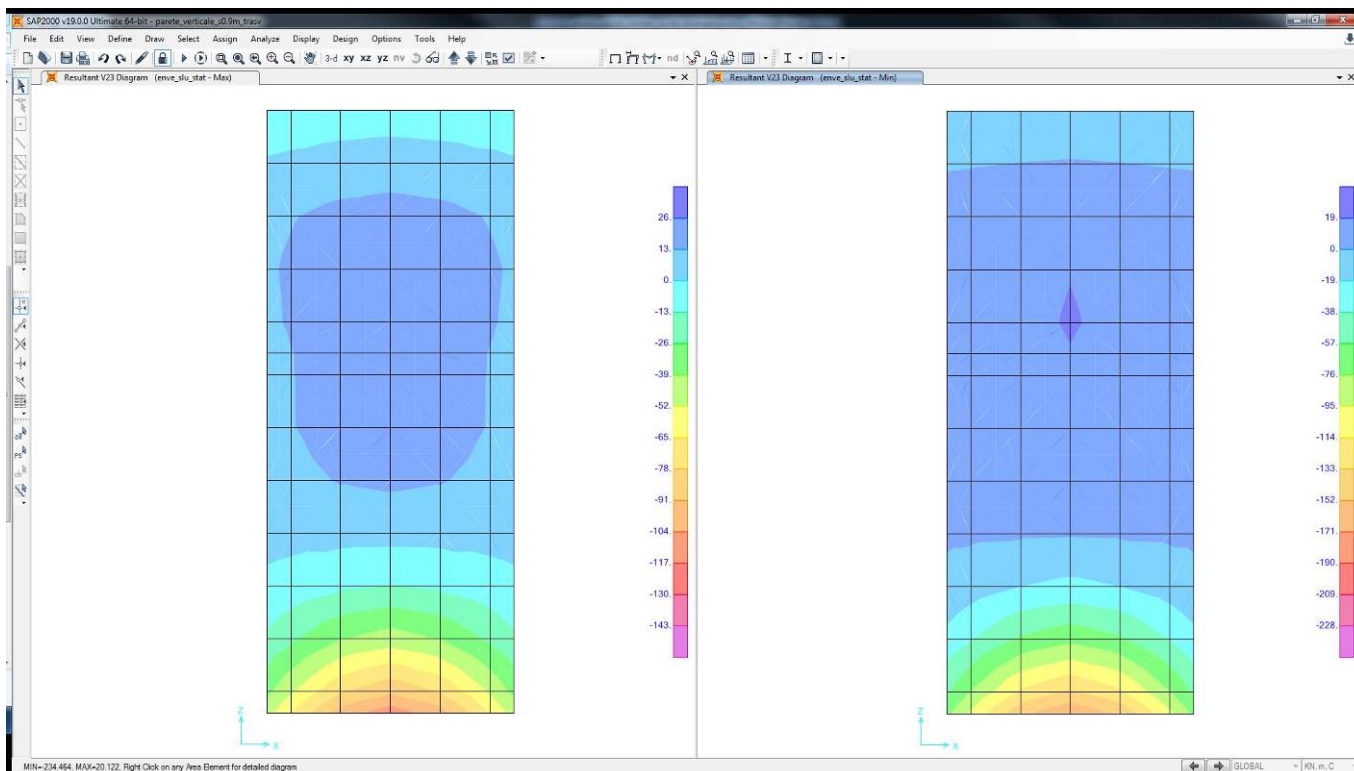 SAP2000 v19.0.0 Ultimate 64-bit - parete_verticale_s0.9m_trasv
File Edit View Define Draw Select Assign Analyze Display Design Options Tools Help
3-d xy xz yz nv nd
Resultant V23 Diagram (enve_slu_stat - Max)
Resultant V23 Diagram (enve_slu_stat - Min)
26.
13.
0.
-13.
-26.
-39.
-52.
-65.
-78.
-91.
-104.
-117.
-130.
-143.
Z
X
19.
0.
-19.
-38.
-57.
-76.
-95.
-114.
-133.
-152.
-171.
-190.
-209.
-228.
Z
X
all
PS
clr
MIN=-234.464, MAX=20.122, Right Click on any Area Element for detailed diagram
GLOBAL
KN, m, C